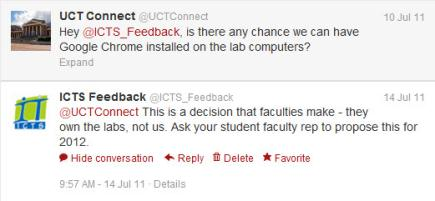 UCT Connect @UCTConnect 10 Jul 11
Hey @ICTS_Feedback, is there any chance we can have
Google Chrome installed on the lab computers?
Expand
ICTS Feedback @ICTS_Feedback 14 Jul 11
@UCTConnect This is a decision that faculties make - they
own the labs, not us. Ask your student faculty rep to propose this for
2012.
Hide conversation Reply Delete Favorite
9:57 AM - 14 Jul 11 · Details
ICTS